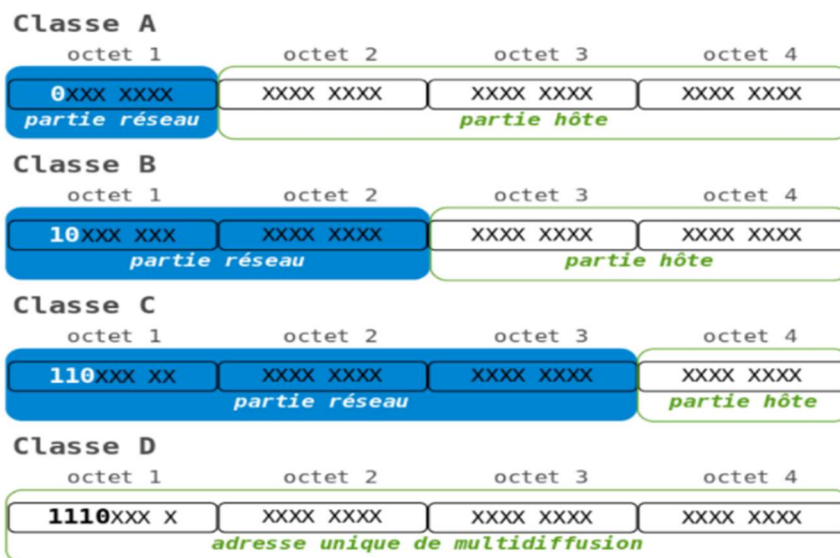 Classe A
octet 1 octet 2 octet 3 octet 4
0xxx xxxx xxxx xxxx xxxx xxxx xxxx xxxx
partie réseau partie hôte
Classe B
octet 1 octet 2 octet 3 octet 4
10xxx xxx xxxx xxxx xxxx xxxx xxxx xxxx
partie réseau partie hôte
Classe C
octet 1 octet 2 octet 3 octet 4
110xxx xx xxxx xxxx xxxx xxxx xxxx xxxx
partie réseau partie hôte
Classe D
octet 1 octet 2 octet 3 octet 4
1110xxx x xxxx xxxx xxxx xxxx xxxx xxxx
adresse unique de multidiffusion